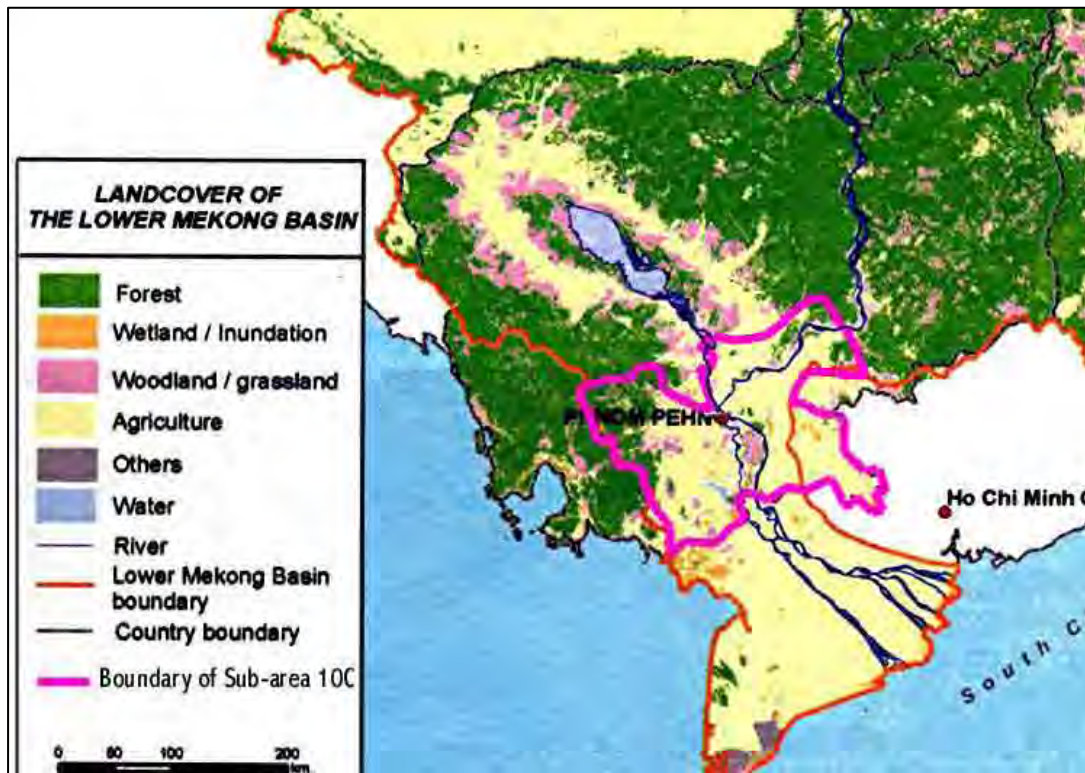 LANDCOVER OF
THE LOWER MEKONG BASIN
Forest
Wetland / Inundation
Woodland / grassland
Agriculture
Others
Water
River
Lower Mekong Basin
boundary
Country boundary
Boundary of Sub-area 10C
0 50 100 200
km
PHNOM PEHN
Ho Chi Minh
South C